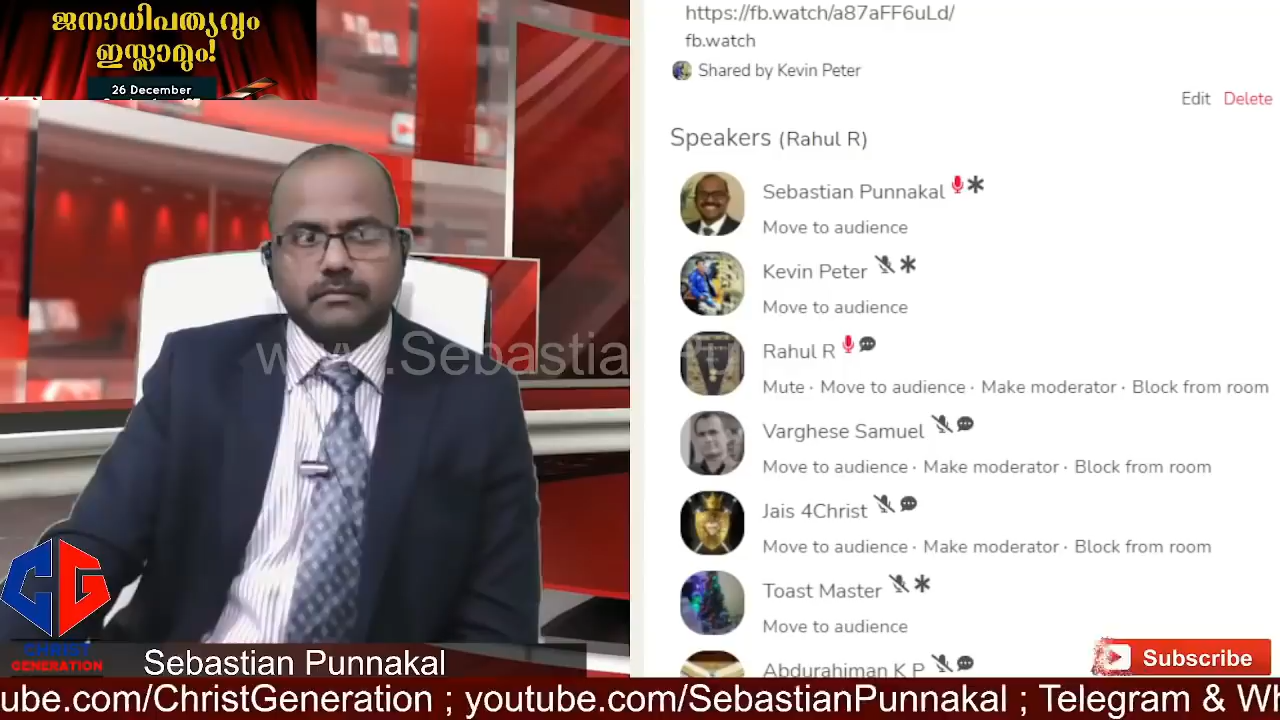 ജനാധിപത്യവും
ഇസ്ലാമും!
26 December
www.Sebastian
CHRIST
GENERATION
Sebastian Punnakal
https://fb.watch/a87aFF6uLd/
fb.watch
Shared by Kevin Peter
Edit Delete
Speakers (Rahul R)
Sebastian Punnakal
Move to audience
Kevin Peter
Move to audience
Rahul R
Mute · Move to audience · Make moderator · Block from room
Varghese Samuel
Move to audience · Make moderator · Block from room
Jais 4Christ
Move to audience · Make moderator · Block from room
Toast Master
Move to audience
Abdurahiman K P
Subscribe
ube.com/ChristGeneration ; youtube.com/SebastianPunnakal ; Telegram & Wh